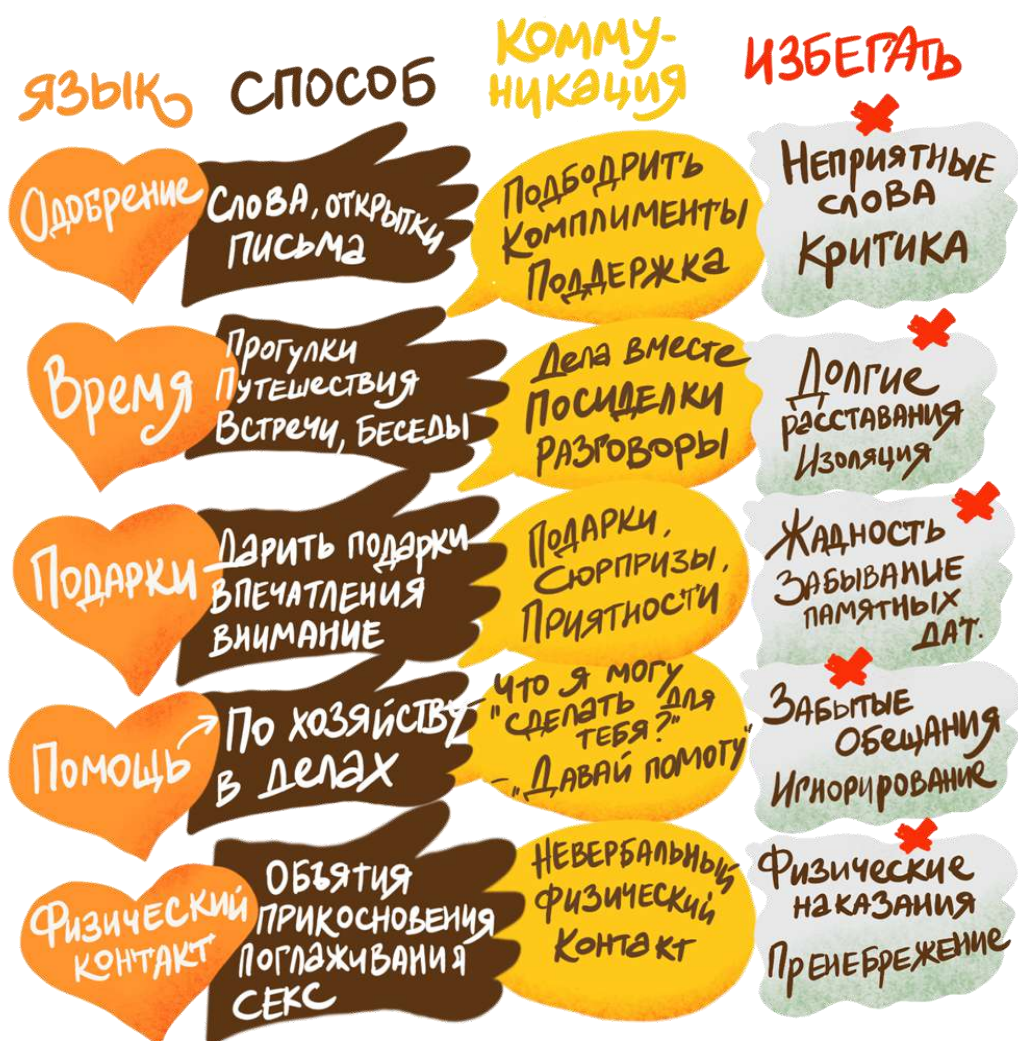 ЯЗЫК
СПОСОБ
КОММУ-
НИКАЦИЯ
ИЗБЕГАТЬ
Одобрение
Слова, открытки
письма
Подбодрить
Комплименты
Поддержка
Неприятные
слова
Критика
Время
Прогулки
Путешествия
Встречи, беседы
Дела вместе
Посиделки
Разговоры
Долгие
расставания
Изоляция
Подарки
Дарить подарки
впечатления
внимание
Подарки,
сюрпризы,
приятности
Жадность
забывание
памятных
дат.
Помощь
По хозяйству
в делах
- Что я могу
"сделать для
тебя?"
- "Давай помогу"
Забытые
обещания
Игнорирование
Физический
контакт
Объятия
прикосновения
поглаживания
секс
Невербальный
физический
контакт
Физические
наказания
Пренебрежение